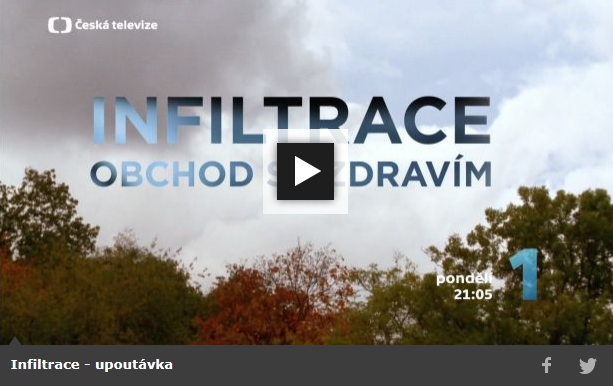 Česká televize
INFILTRACE
OBCHOD ZDRAVÍM
pondělí
21:05
1
Infiltrace - upoutávka